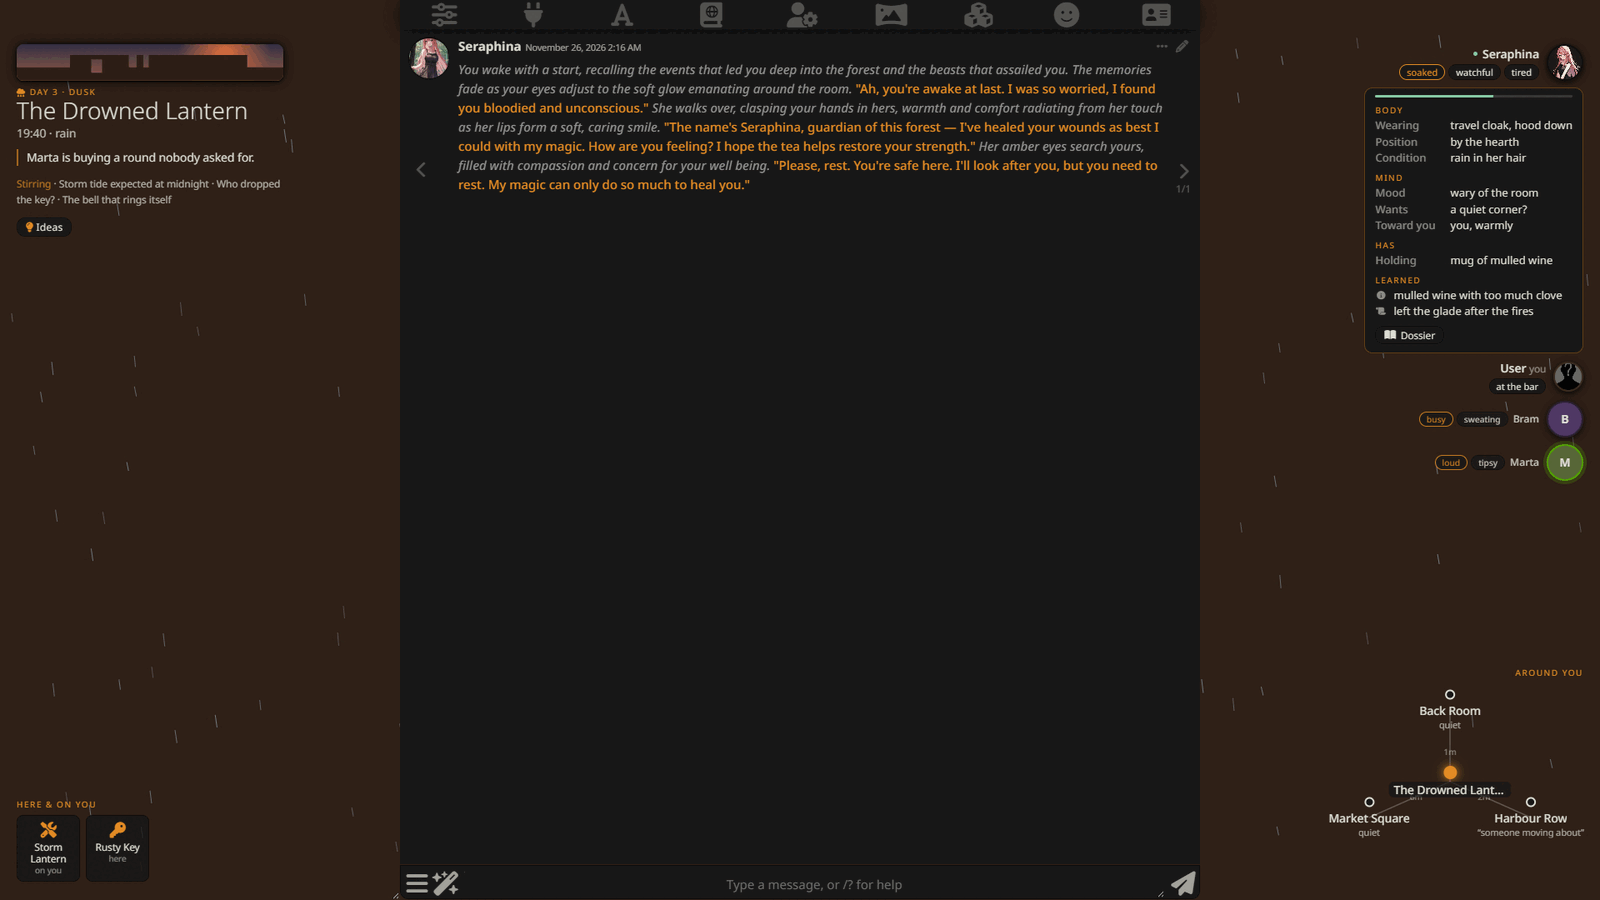 DAY 3 · DUSK
The Drowned Lantern
19:40 · rain
Marta is buying a round nobody asked for.
Stirring · Storm tide expected at midnight · Who dropped
the key? · The bell that rings itself
Ideas
HERE & ON YOU
Storm
Lantern
on you
Rusty Key
here
Seraphina November 26, 2026 2:16 AM
You wake with a start, recalling the events that led you deep into the forest and the beasts that assailed you. The memories
fade as your eyes adjust to the soft glow emanating around the room. "Ah, you're awake at last. I was so worried, I found
you bloodied and unconscious." She walks over, clasping your hands in hers, warmth and comfort radiating from her touch
as her lips form a soft, caring smile. "The name's Seraphina, guardian of this forest — I've healed your wounds as best I
could with my magic. How are you feeling? I hope the tea helps restore your strength." Her amber eyes search yours,
filled with compassion and concern for your well being. "Please, rest. You're safe here. I'll look after you, but you need to
rest. My magic can only do so much to heal you."
1/1
Type a message, or /? for help
Seraphina
soaked watchful tired
BODY
Wearing travel cloak, hood down
Position by the hearth
Condition rain in her hair
MIND
Mood wary of the room
Wants a quiet corner?
Toward you you, warmly
HAS
Holding mug of mulled wine
LEARNED
mulled wine with too much clove
left the glade after the fires
Dossier
User you
at the bar
busy sweating Bram B
loud tipsy Marta M
AROUND YOU
Back Room
quiet
1m
The Drowned Lant...
Market Square
quiet
Harbour Row
"someone moving about"